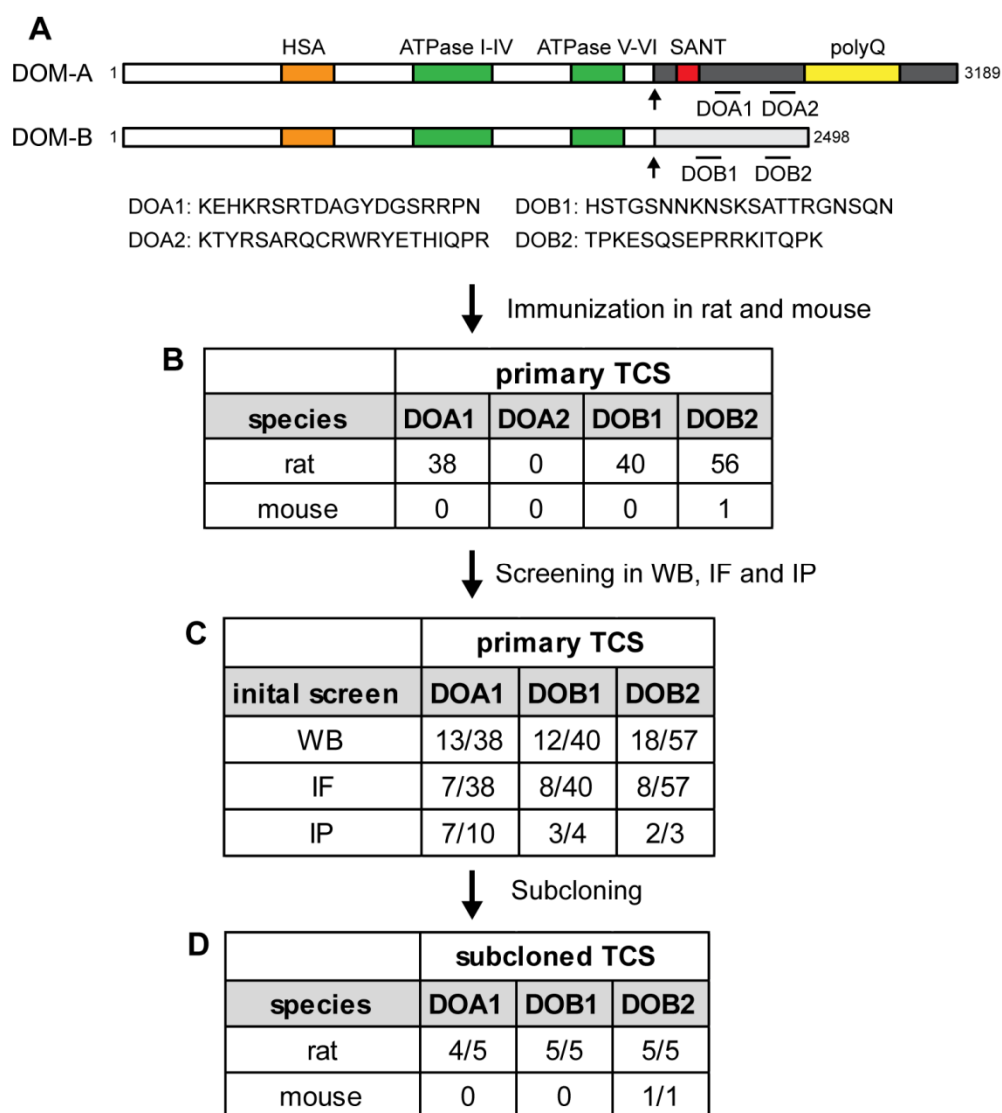 A
HSA ATPase I-IV ATPase V-VI SANT polyQ
DOM-A 1 3189
DOA1 DOA2
DOM-B 1 2498
DOB1 DOB2
DOA1: KEHKRSRTDAGYDGSRRPN DOB1: HSTGSNNKNSKSATTRGNSQN
DOA2: KTYRSARQCRWRYETHIQPR DOB2: TPKESQSEPRRKITQPK
Immunization in rat and mouse
B
primary TCS
species DOA1 DOA2 DOB1 DOB2
rat 38 0 40 56
mouse 0 0 0 1
Screening in WB, IF and IP
C
primary TCS
inital screen DOA1 DOB1 DOB2
WB 13/38 12/40 18/57
IF 7/38 8/40 8/57
IP 7/10 3/4 2/3
Subcloning
D
subcloned TCS
species DOA1 DOB1 DOB2
rat 4/5 5/5 5/5
mouse 0 0 1/1